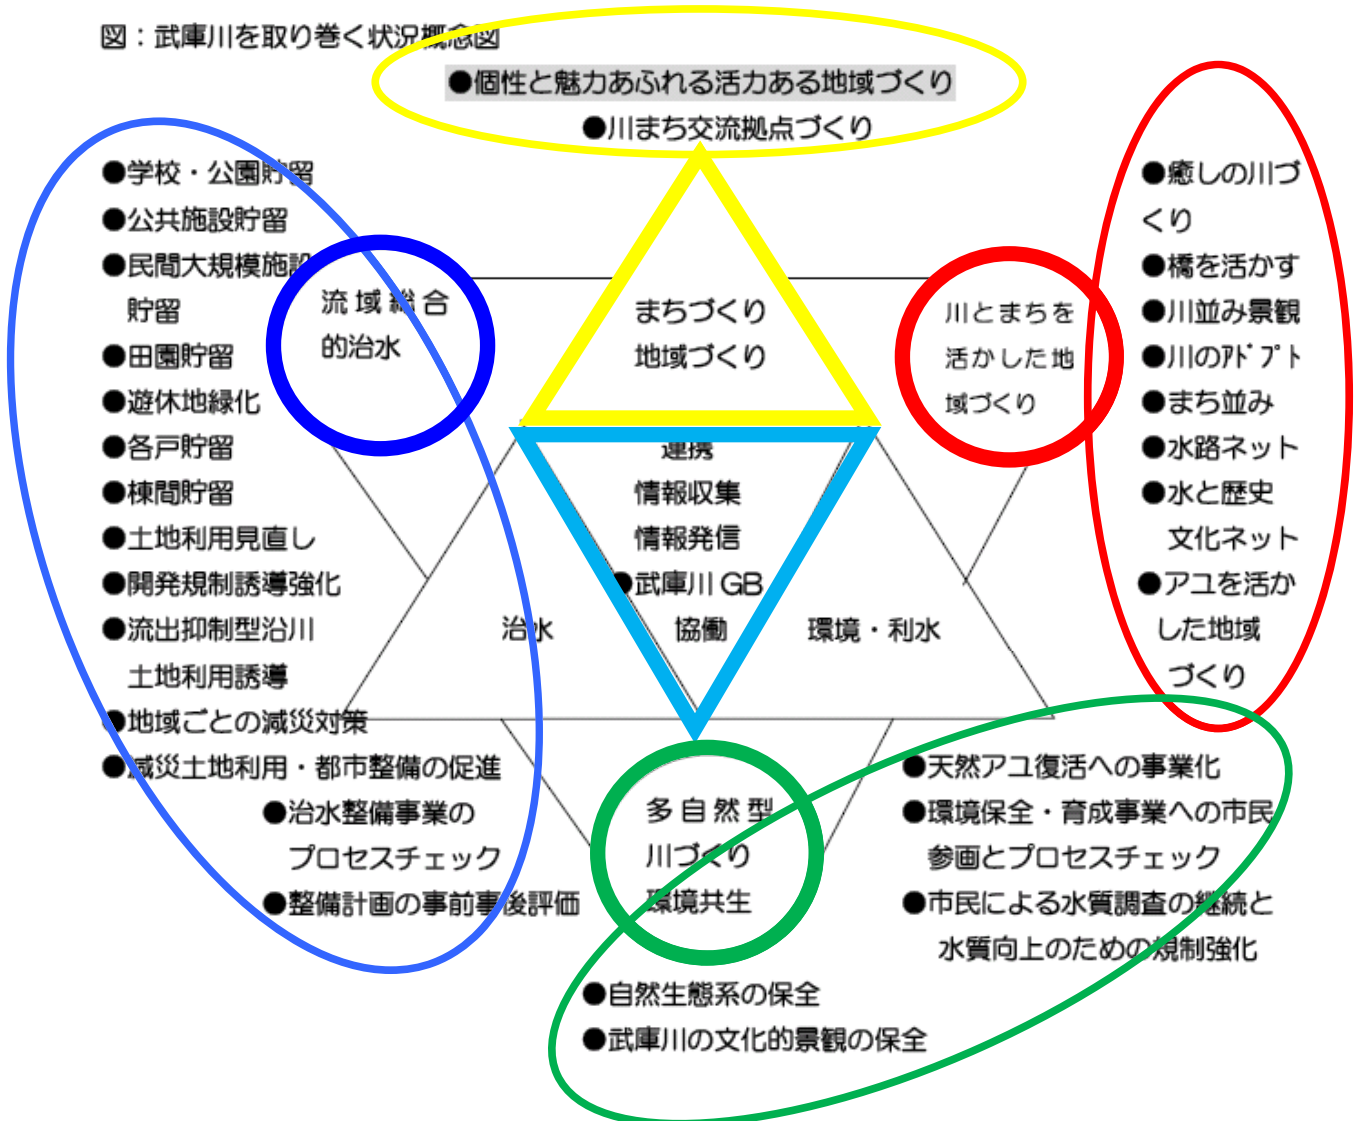 図：武庫川を取り巻く状況概念図
●個性と魅力あふれる活力ある地域づくり
●川まち交流拠点づくり
●学校・公園貯留
●公共施設貯留
●民間大規模施設
貯留
●田園貯留
●遊休地緑化
●各戸貯留
●棟間貯留
●土地利用見直し
●開発規制誘導強化
●流出抑制型沿川
土地利用誘導
●地域ごとの減災対策
●減災土地利用・都市整備の促進
●治水整備事業の
プロセスチェック
●整備計画の事前事後評価
流域総合
的治水
まちづくり
地域づくり
川とまちを
活かした地
域づくり
連携
情報収集
情報発信
●武庫川 GB
協働
治水
環境・利水
多自然型
川づくり
環境共生
●癒しの川づ
くり
●橋を活かす
●川並み景観
●川のｱﾄﾞﾌﾟﾄ
●まち並み
●水路ネット
●水と歴史
文化ネット
●アユを活か
した地域
づくり
●天然アユ復活への事業化
●環境保全・育成事業への市民
参画とプロセスチェック
●市民による水質調査の継続と
水質向上のための規制強化
●自然生態系の保全
●武庫川の文化的景観の保全